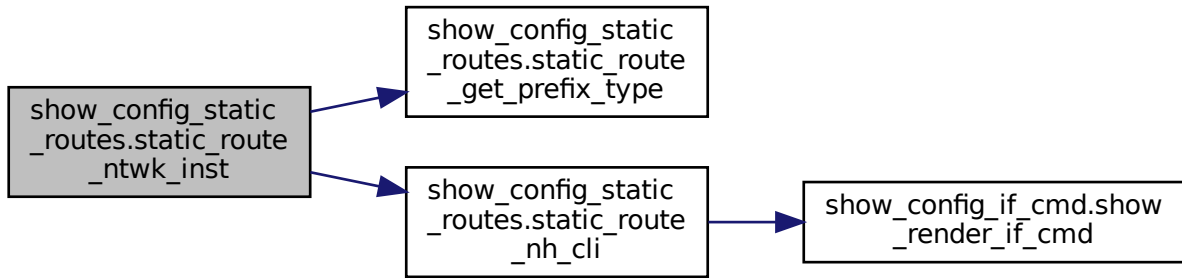 show_config_static
_routes.static_route
_ntwk_inst
show_config_static
_routes.static_route
_get_prefix_type
show_config_static
_routes.static_route
_nh_cli
show_config_if_cmd.show
_render_if_cmd